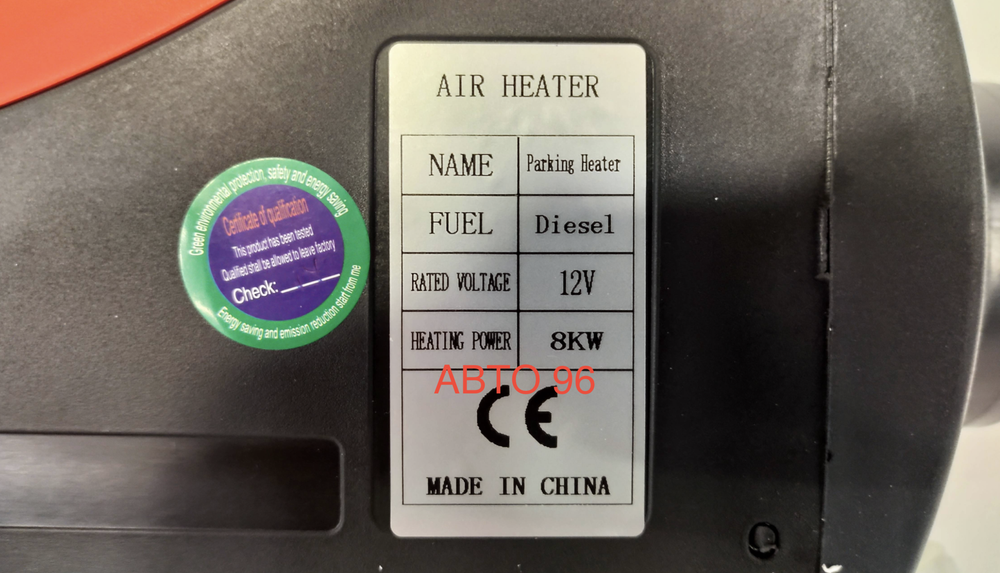 AIR HEATER
NAME Parking Heater
FUEL Diesel
RATED VOLTAGE 12V
HEATING POWER 8KW
АВТО 96
CE
MADE IN CHINA
Green environmental protection, safety and energy saving
Certificate of qualification
This product has been tested
Qualified shall be allowed to leave factory
Check:
Energy saving and emission reduction start from me